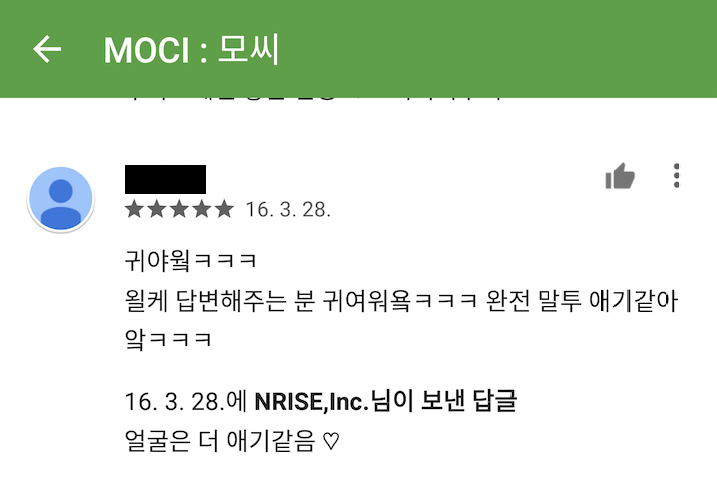 MOCI : 모씨
★★★★★ 16. 3. 28.
귀야웤ㅋㅋㅋ
윌케 답변해주는 분 귀여워욬ㅋㅋㅋ 완전 말투 애기같아
앜ㅋㅋㅋ
16. 3. 28.에 NRISE,Inc.님이 보낸 답글
얼굴은 더 애기같음 ♡